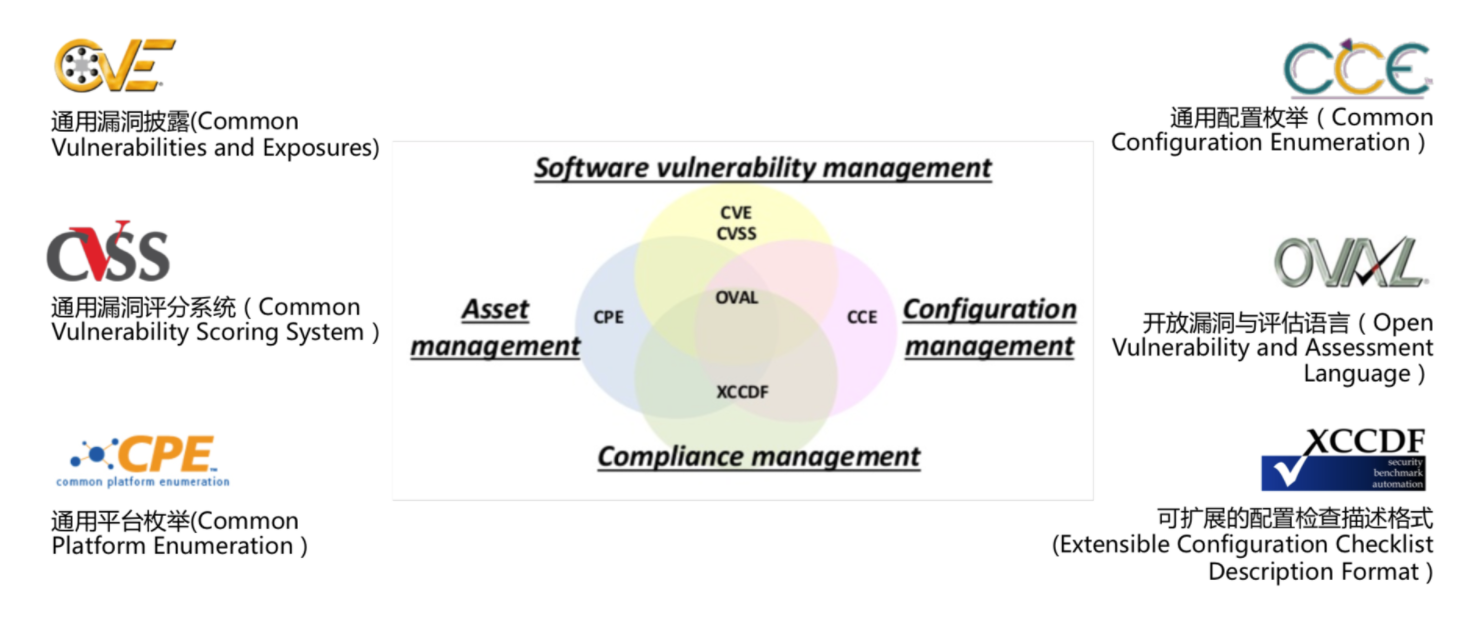 CVE
通用漏洞披露(Common
Vulnerabilities and Exposures)
CVSS
通用漏洞评分系统（Common
Vulnerability Scoring System）
CPE
common platform enumeration
通用平台枚举(Common
Platform Enumeration）
Software vulnerability management
CVE
CVSS
Asset
management
CPE
OVAL
CCE
Configuration
management
XCCDF
Compliance management
CCE
通用配置枚举（Common
Configuration Enumeration）
OVAL
开放漏洞与评估语言（Open
Vulnerability and Assessment
Language）
XCCDF
security
benchmark
automation
可扩展的配置检查描述格式
(Extensible Configuration Checklist
Description Format）